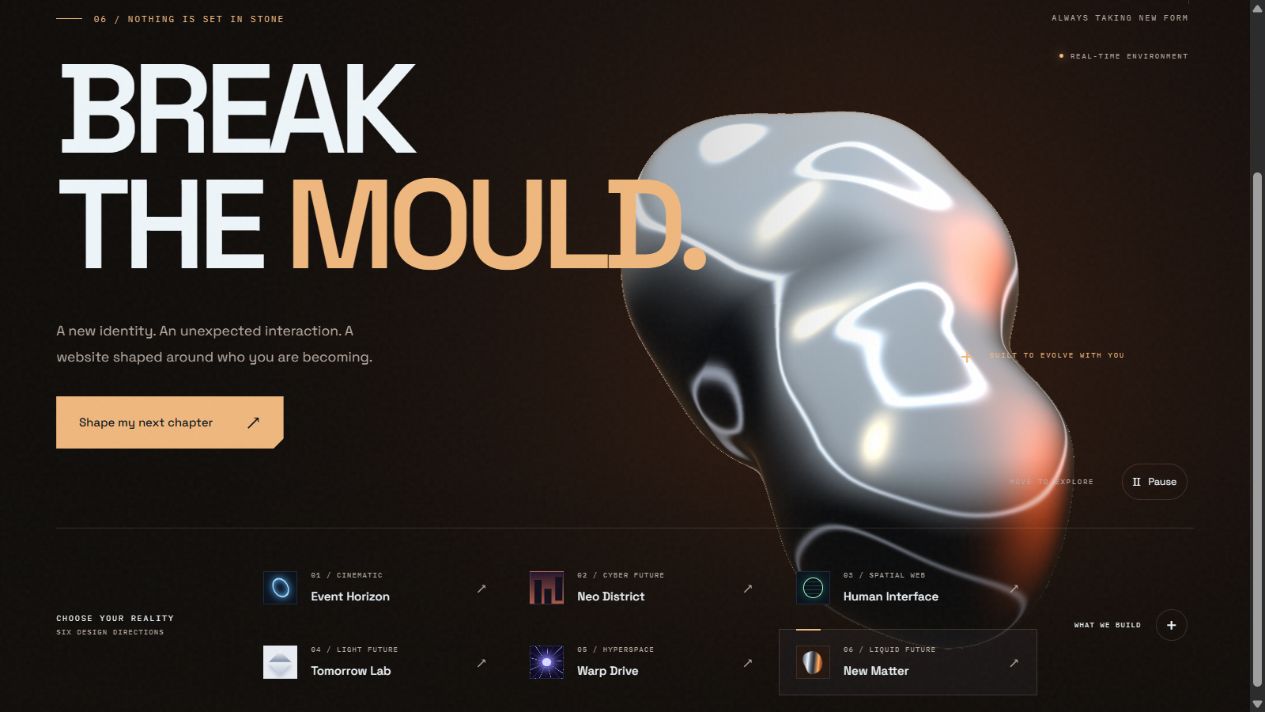 06 / NOTHING IS SET IN STONE
ALWAYS TAKING NEW FORM
REAL-TIME ENVIRONMENT
BREAK
THE MOULD.
A new identity. An unexpected interaction. A
website shaped around who you are becoming.
Shape my next chapter
BUILT TO EVOLVE WITH YOU
MOVE TO EXPLORE
Pause
CHOOSE YOUR REALITY
SIX DESIGN DIRECTIONS
01 / CINEMATIC
Event Horizon
02 / CYBER FUTURE
Neo District
03 / SPATIAL WEB
Human Interface
04 / LIGHT FUTURE
Tomorrow Lab
05 / HYPERSPACE
Warp Drive
06 / LIQUID FUTURE
New Matter
WHAT WE BUILD